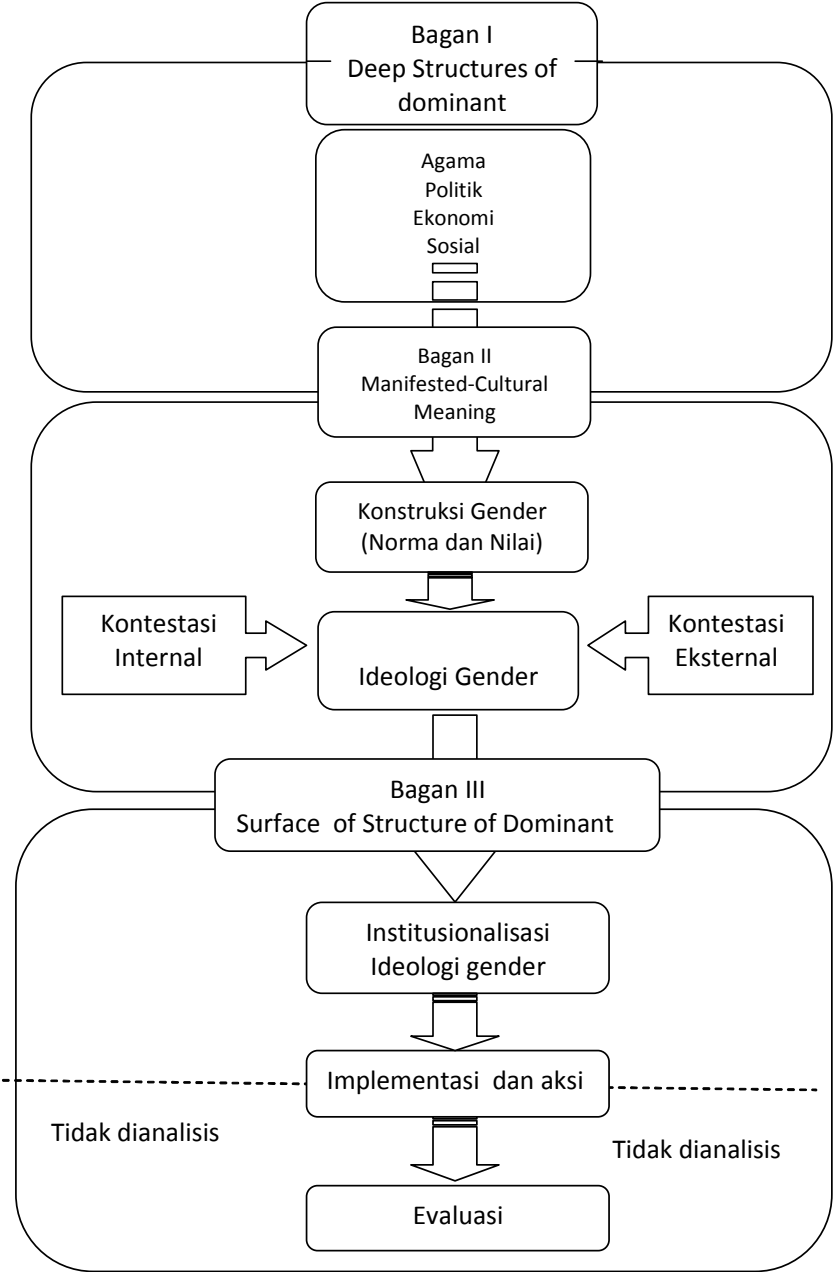 Bagan I
Deep Structures of
dominant
Agama
Politik
Ekonomi
Sosial
Bagan II
Manifested-Cultural
Meaning
Konstruksi Gender
(Norma dan Nilai)
Kontestasi
Internal
Ideologi Gender
Kontestasi
Eksternal
Bagan III
Surface of Structure of Dominant
Institusionalisasi
Ideologi gender
Implementasi dan aksi
Tidak dianalisis
Tidak dianalisis
Evaluasi